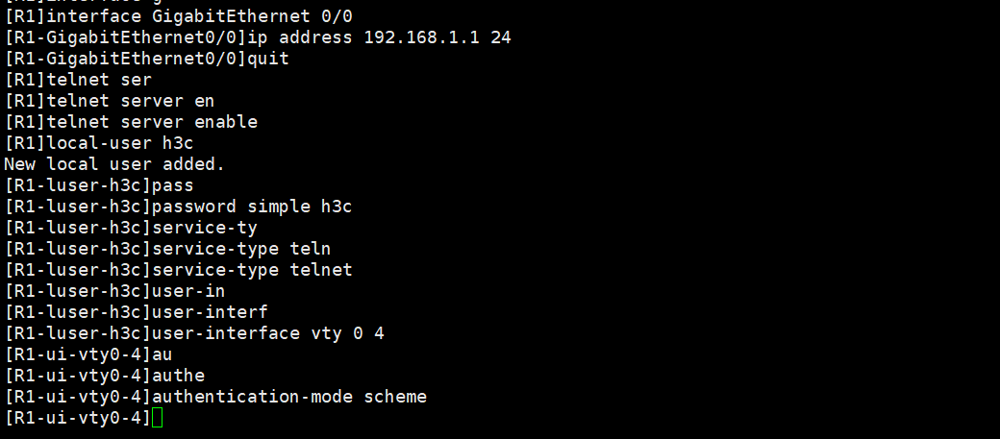 [R1]interface GigabitEthernet 0/0
[R1-GigabitEthernet0/0]ip address 192.168.1.1 24
[R1-GigabitEthernet0/0]quit
[R1]telnet ser
[R1]telnet server en
[R1]telnet server enable
[R1]local-user h3c
New local user added.
[R1-luser-h3c]pass
[R1-luser-h3c]password simple h3c
[R1-luser-h3c]service-ty
[R1-luser-h3c]service-type teln
[R1-luser-h3c]service-type telnet
[R1-luser-h3c]user-in
[R1-luser-h3c]user-interf
[R1-luser-h3c]user-interface vty 0 4
[R1-ui-vty0-4]au
[R1-ui-vty0-4]authe
[R1-ui-vty0-4]authentication-mode scheme
[R1-ui-vty0-4]